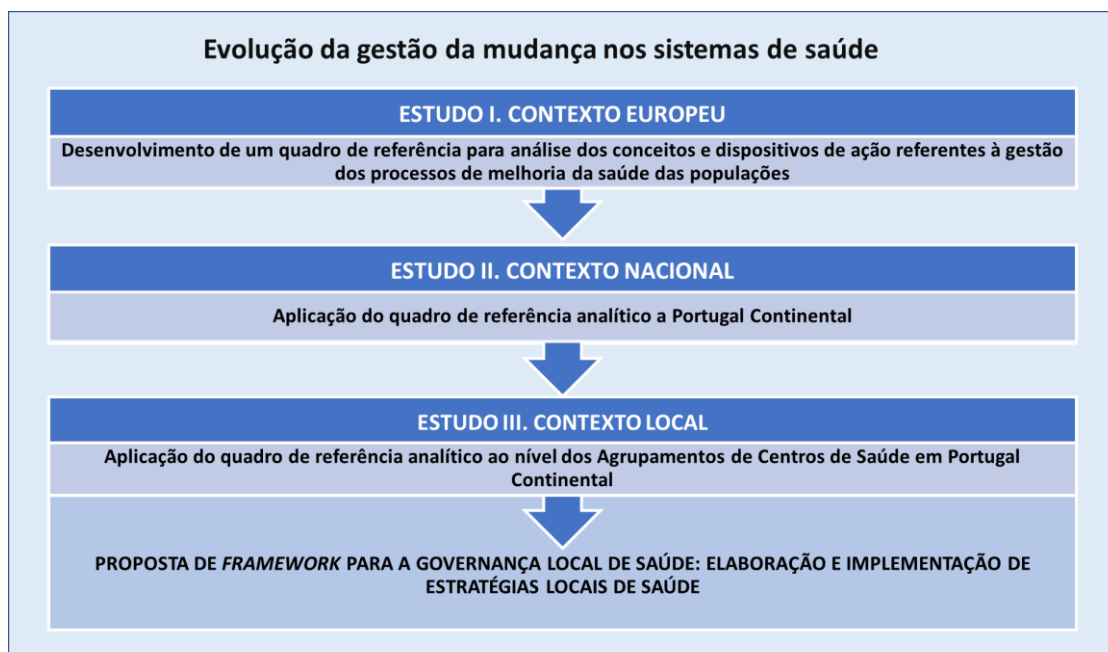 Evolução da gestão da mudança nos sistemas de saúde
ESTUDO I. CONTEXTO EUROPEU
Desenvolvimento de um quadro de referência para análise dos conceitos e dispositivos de ação referentes à gestão
dos processos de melhoria da saúde das populações
ESTUDO II. CONTEXTO NACIONAL
Aplicação do quadro de referência analítico a Portugal Continental
ESTUDO III. CONTEXTO LOCAL
Aplicação do quadro de referência analítico ao nível dos Agrupamentos de Centros de Saúde em Portugal
Continental
PROPOSTA DE FRAMEWORK PARA A GOVERNANÇA LOCAL DE SAÚDE: ELABORAÇÃO E IMPLEMENTAÇÃO DE
ESTRATÉGIAS LOCAIS DE SAÚDE